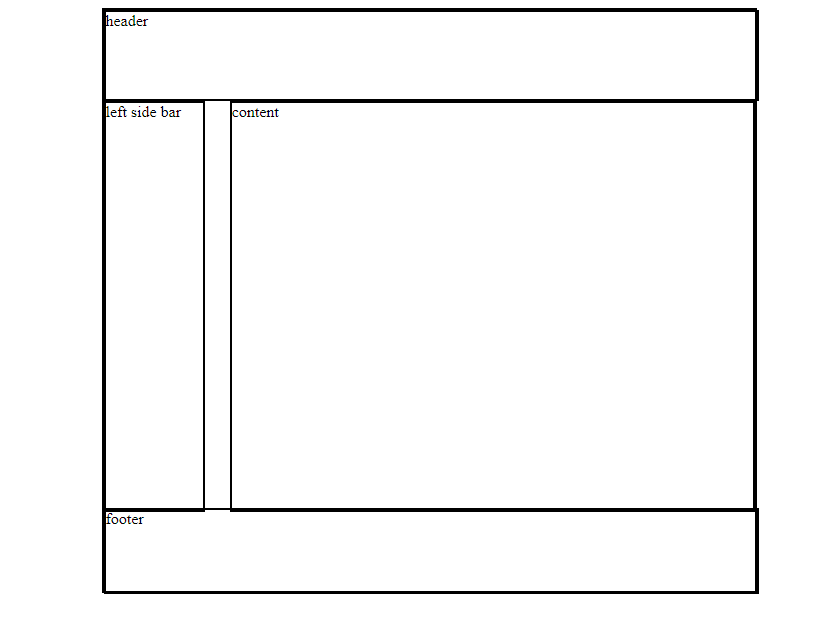 header
left side bar
content
footer